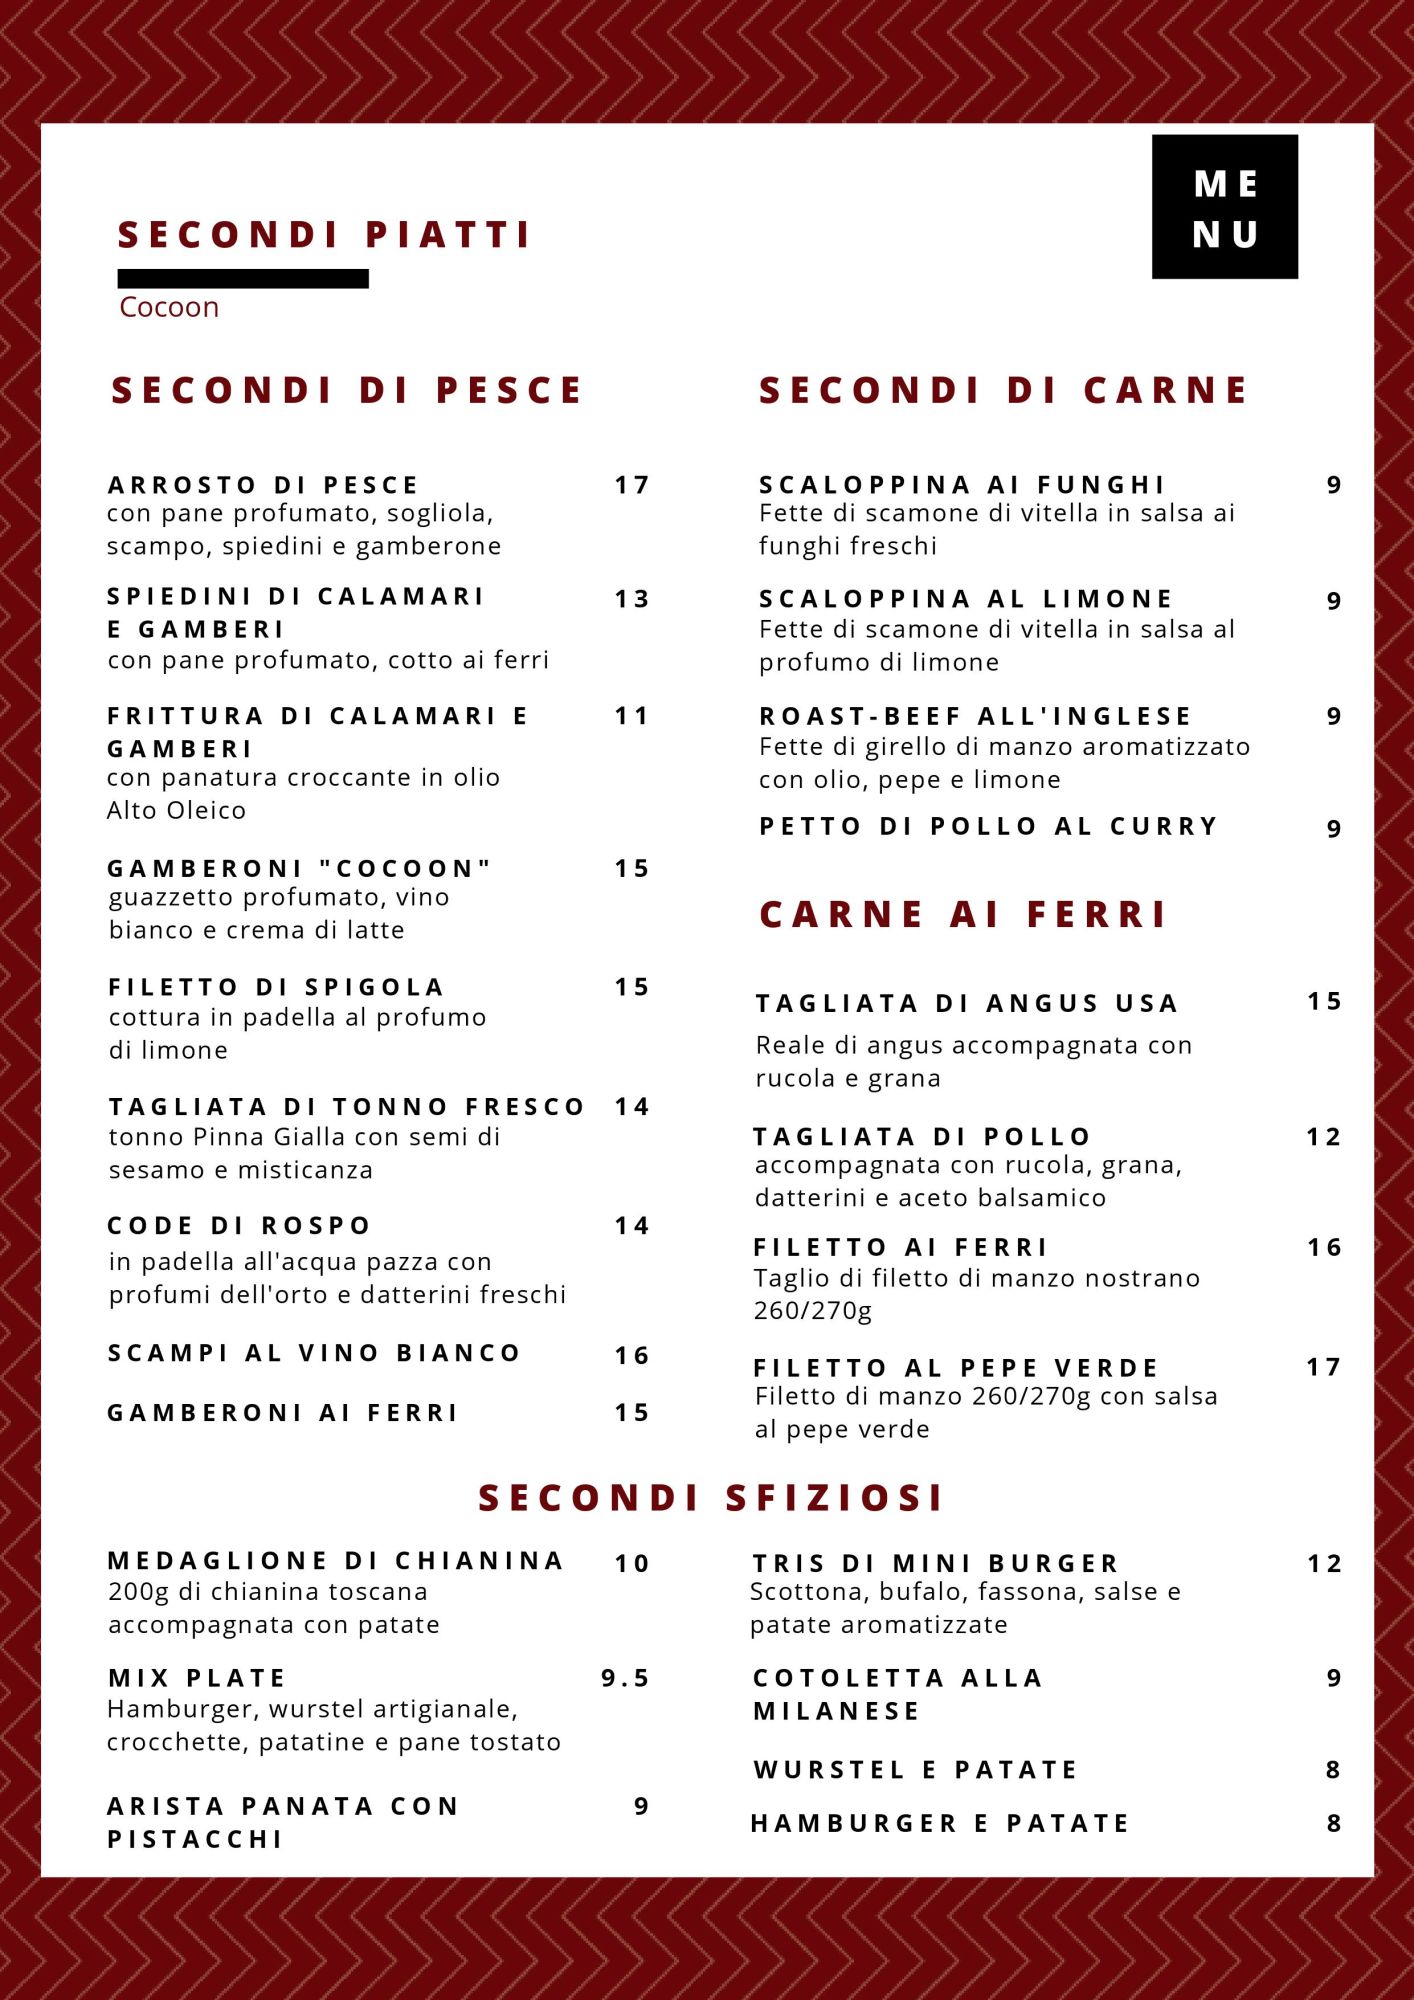 ME
NU
SECONDI PIATTI
Cocoon
SECONDI DI PESCE
ARROSTO DI PESCE 17
con pane profumato, sogliola,
scampo, spiedini e gamberone
SPIEDINI DI CALAMARI 13
E GAMBERI
con pane profumato, cotto ai ferri
FRITTURA DI CALAMARI E 11
GAMBERI
con panatura croccante in olio
Alto Oleico
GAMBERONI "COCOON" 15
guazzetto profumato, vino
bianco e crema di latte
FILETTO DI SPIGOLA 15
cottura in padella al profumo
di limone
TAGLIATA DI TONNO FRESCO 14
tonno Pinna Gialla con semi di
sesamo e misticanza
CODE DI ROSPO 14
in padella all'acqua pazza con
profumi dell'orto e datterini freschi
SCAMPI AL VINO BIANCO 16
GAMBERONI AI FERRI 15
SECONDI DI CARNE
SCALOPPINA AI FUNGHI 9
Fette di scamone di vitella in salsa ai
funghi freschi
SCALOPPINA AL LIMONE 9
Fette di scamone di vitella in salsa al
profumo di limone
ROAST-BEEF ALL'INGLESE 9
Fette di girello di manzo aromatizzato
con olio, pepe e limone
PETTO DI POLLO AL CURRY 9
CARNE AI FERRI
TAGLIATA DI ANGUS USA 15
Reale di angus accompagnata con
rucola e grana
TAGLIATA DI POLLO 12
accompagnata con rucola, grana,
datterini e aceto balsamico
FILETTO AI FERRI 16
Taglio di filetto di manzo nostrano
260/270g
FILETTO AL PEPE VERDE 17
Filetto di manzo 260/270g con salsa
al pepe verde
SECONDI SFIZIOSI
MEDAGLIONE DI CHIANINA 10
200g di chianina toscana
accompagnata con patate
MIX PLATE 9.5
Hamburger, wurstel artigianale,
crocchette, patatine e pane tostato
ARISTA PANATA CON 9
PISTACCHI
TRIS DI MINI BURGER 12
Scottona, bufalo, fassona, salse e
patate aromatizzate
COTOLETTA ALLA 9
MILANESE
WURSTEL E PATATE 8
HAMBURGER E PATATE 8